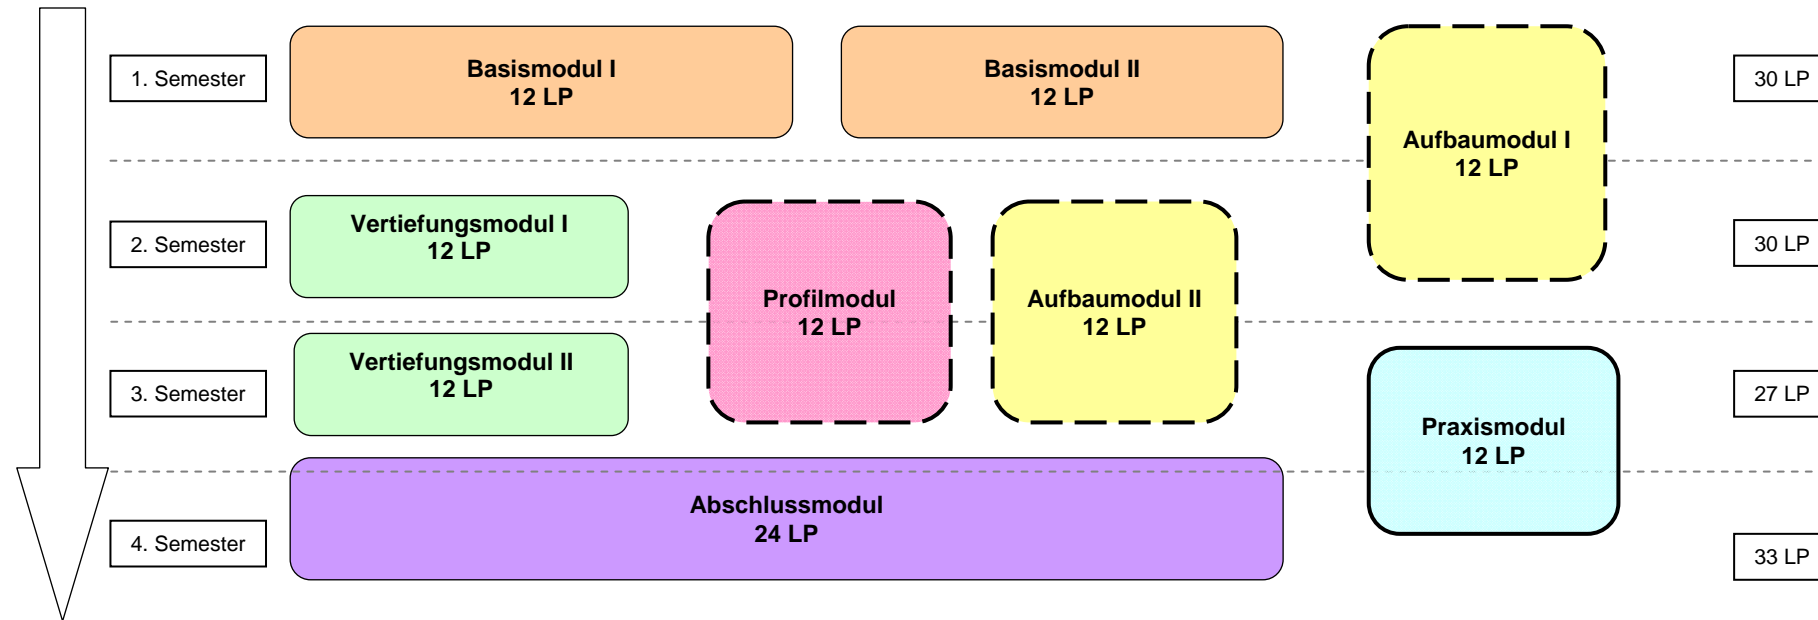 1. Semester
Basismodul I
12 LP
Basismodul II
12 LP
Aufbaumodul I
12 LP
30 LP
2. Semester
Vertiefungsmodul I
12 LP
Profilmodul
12 LP
Aufbaumodul II
12 LP
30 LP
3. Semester
Vertiefungsmodul II
12 LP
Praxismodul
12 LP
27 LP
4. Semester
Abschlussmodul
24 LP
33 LP